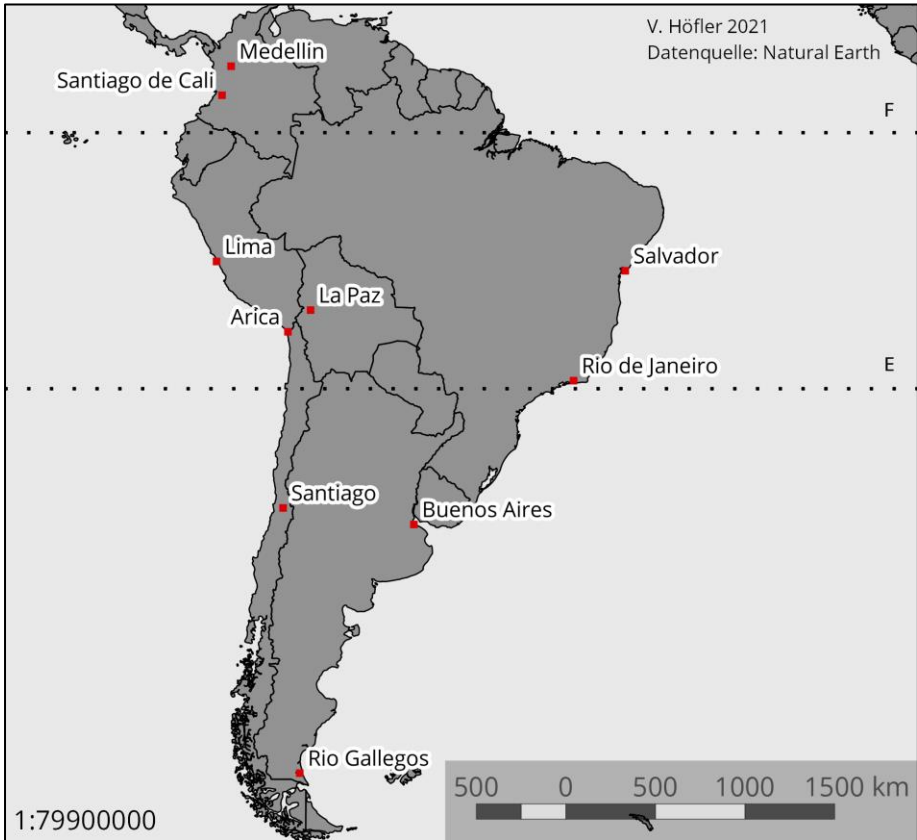 V. Höfler 2021
Datenquelle: Natural Earth
Medellin
Santiago de Cali
F
Lima
Salvador
La Paz
Arica
E
Rio de Janeiro
Santiago
Buenos Aires
Rio Gallegos
500 0 500 1000 1500 km
1:79900000